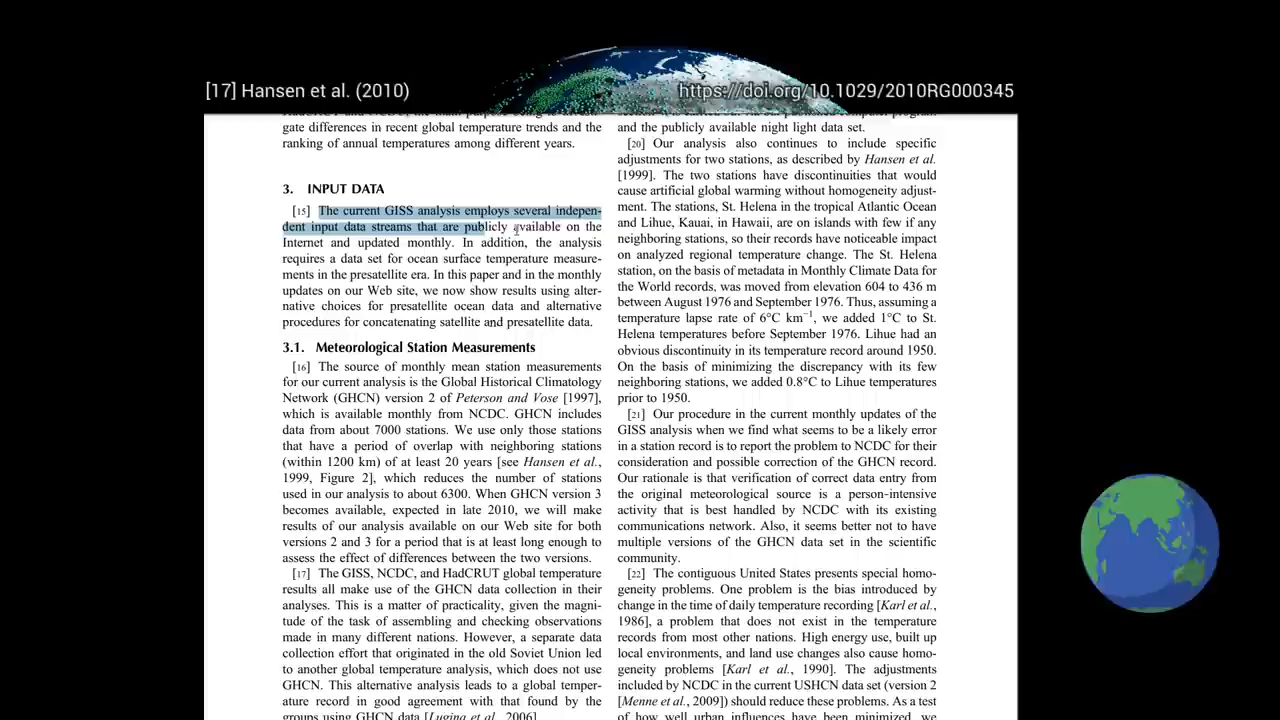 [17] Hansen et al. (2010)
https://doi.org/10.1029/2010RG000345
gate differences in recent global temperature trends and the
ranking of annual temperatures among different years.
3. INPUT DATA
[15] The current GISS analysis employs several indepen-
dent input data streams that are publicly available on the
Internet and updated monthly. In addition, the analysis
requires a data set for ocean surface temperature measure-
ments in the presatellite era. In this paper and in the monthly
updates on our Web site, we now show results using alter-
native choices for presatellite ocean data and alternative
procedures for concatenating satellite and presatellite data.
3.1. Meteorological Station Measurements
[16] The source of monthly mean station measurements
for our current analysis is the Global Historical Climatology
Network (GHCN) version 2 of Peterson and Vose [1997],
which is available monthly from NCDC. GHCN includes
data from about 7000 stations. We use only those stations
that have a period of overlap with neighboring stations
(within 1200 km) of at least 20 years [see Hansen et al.,
1999, Figure 2], which reduces the number of stations
used in our analysis to about 6300. When GHCN version 3
becomes available, expected in late 2010, we will make
results of our analysis available on our Web site for both
versions 2 and 3 for a period that is at least long enough to
assess the effect of differences between the two versions.
[17] The GISS, NCDC, and HadCRUT global temperature
results all make use of the GHCN data collection in their
analyses. This is a matter of practicality, given the magni-
tude of the task of assembling and checking observations
made in many different nations. However, a separate data
collection effort that originated in the old Soviet Union led
to another global temperature analysis, which does not use
GHCN. This alternative analysis leads to a global temper-
ature record in good agreement with that found by the
groups using GHCN data [Lugina et al., 2006].
and the publicly available night light data set.
[20] Our analysis also continues to include specific
adjustments for two stations, as described by Hansen et al.
[1999]. The two stations have discontinuities that would
cause artificial global warming without homogeneity adjust-
ment. The stations, St. Helena in the tropical Atlantic Ocean
and Lihue, Kauai, in Hawaii, are on islands with few if any
neighboring stations, so their records have noticeable impact
on analyzed regional temperature change. The St. Helena
station, on the basis of metadata in Monthly Climate Data for
the World records, was moved from elevation 604 to 436 m
between August 1976 and September 1976. Thus, assuming a
temperature lapse rate of 6°C km⁻¹, we added 1°C to St.
Helena temperatures before September 1976. Lihue had an
obvious discontinuity in its temperature record around 1950.
On the basis of minimizing the discrepancy with its few
neighboring stations, we added 0.8°C to Lihue temperatures
prior to 1950.
[21] Our procedure in the current monthly updates of the
GISS analysis when we find what seems to be a likely error
in a station record is to report the problem to NCDC for their
consideration and possible correction of the GHCN record.
Our rationale is that verification of correct data entry from
the original meteorological source is a person-intensive
activity that is best handled by NCDC with its existing
communications network. Also, it seems better not to have
multiple versions of the GHCN data set in the scientific
community.
[22] The contiguous United States presents special homo-
geneity problems. One problem is the bias introduced by
change in the time of daily temperature recording [Karl et al.,
1986], a problem that does not exist in the temperature
records from most other nations. High energy use, built up
local environments, and land use changes also cause homo-
geneity problems [Karl et al., 1990]. The adjustments
included by NCDC in the current USHCN data set (version 2
[Menne et al., 2009]) should reduce these problems. As a test
of how well urban influences have been minimized, we